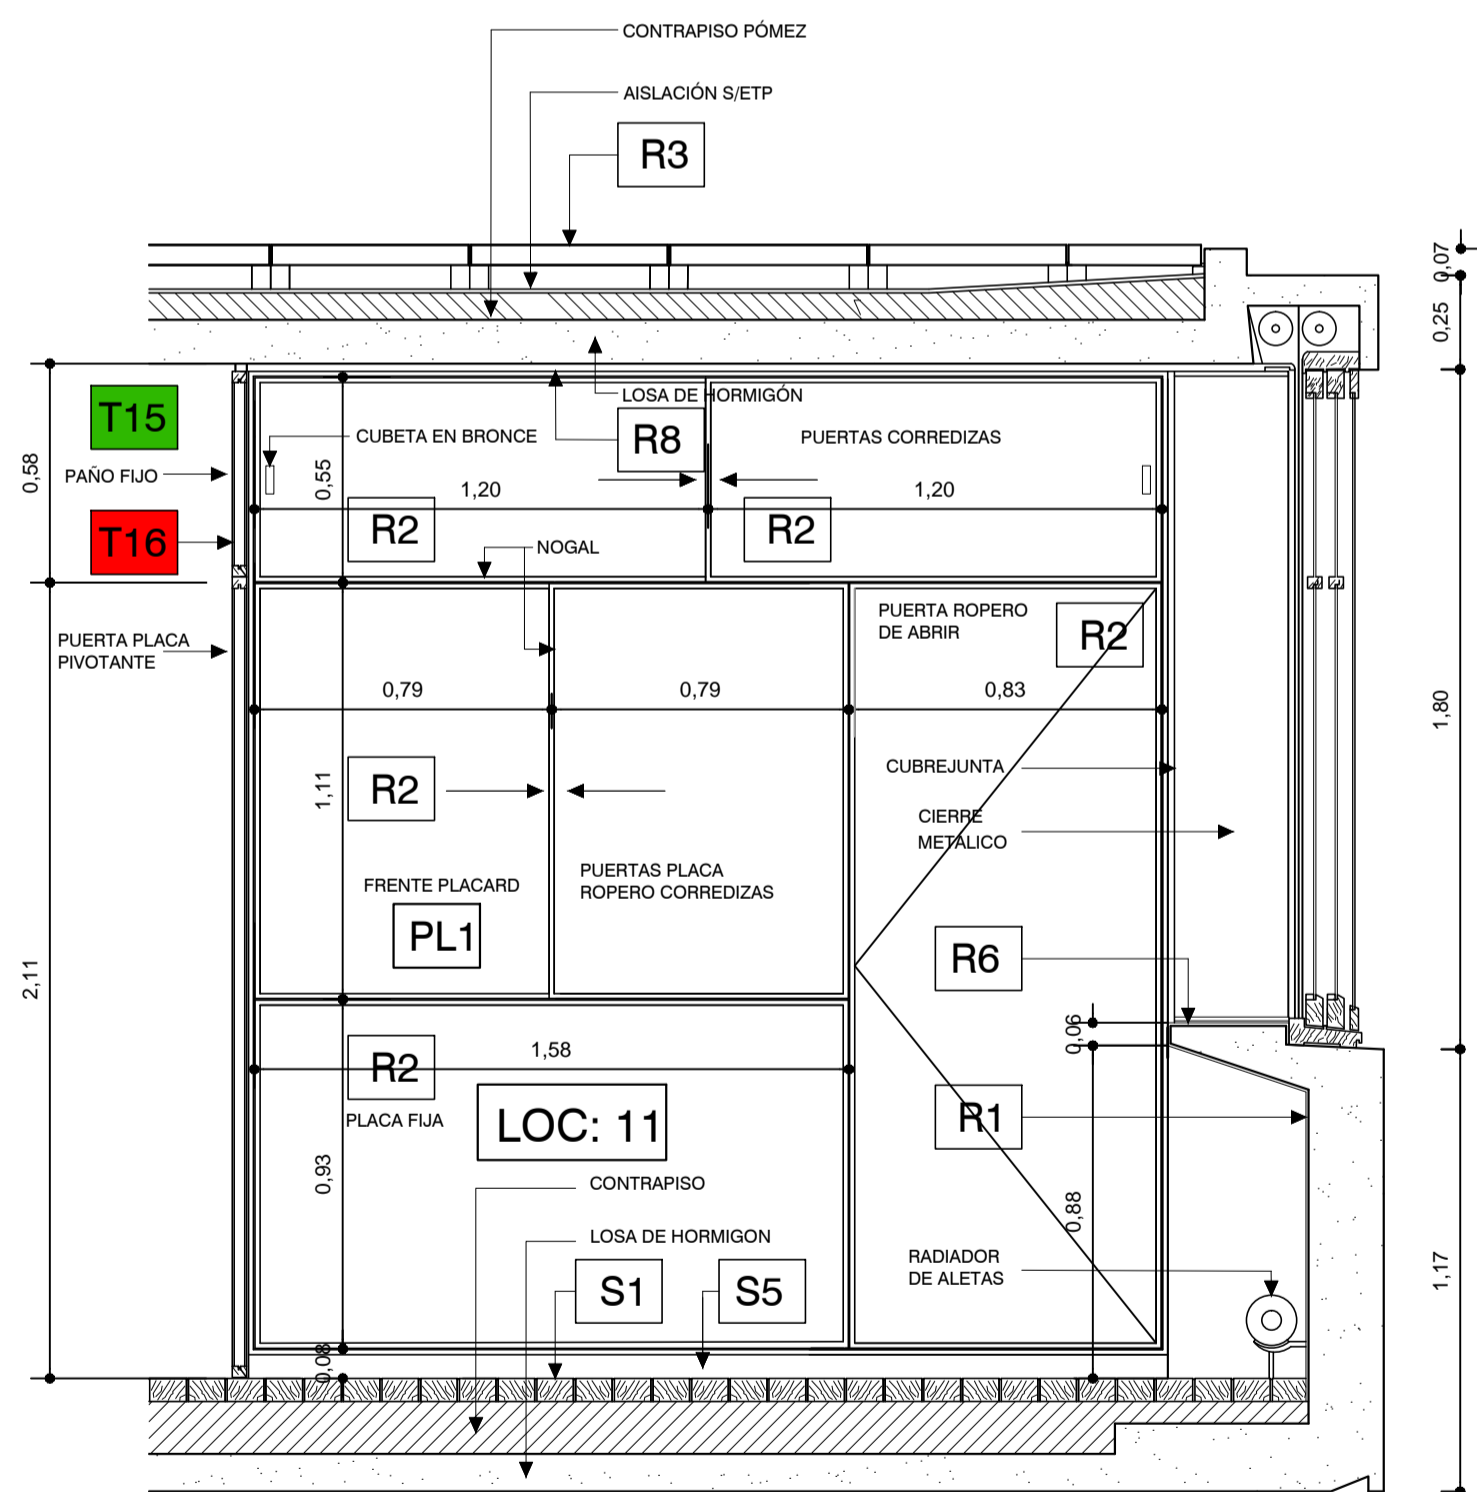 CONTRAPISO PÓMEZ
AISLACIÓN S/ETP
R3
0,07
0,25
LOSA DE HORMIGÓN
T15
CUBETA EN BRONCE
R8
PUERTAS CORREDIZAS
PAÑO FIJO
0,58
0,55
1,20
1,20
R2
R2
T16
NOGAL
PUERTA PLACA
PIVOTANTE
PUERTA ROPERO
DE ABRIR
R2
0,79
0,79
0,83
1,80
R2
1,11
CUBREJUNTA
CIERRE
METÁLICO
FRENTE PLACARD
PUERTAS PLACA
ROPERO CORREDIZAS
PL1
R6
2,11
0,06
R2
1,58
PLACA FIJA
LOC: 11
R1
0,93
CONTRAPISO
0,88
LOSA DE HORMIGON
RADIADOR
DE ALETAS
1,17
S1
S5
0,08